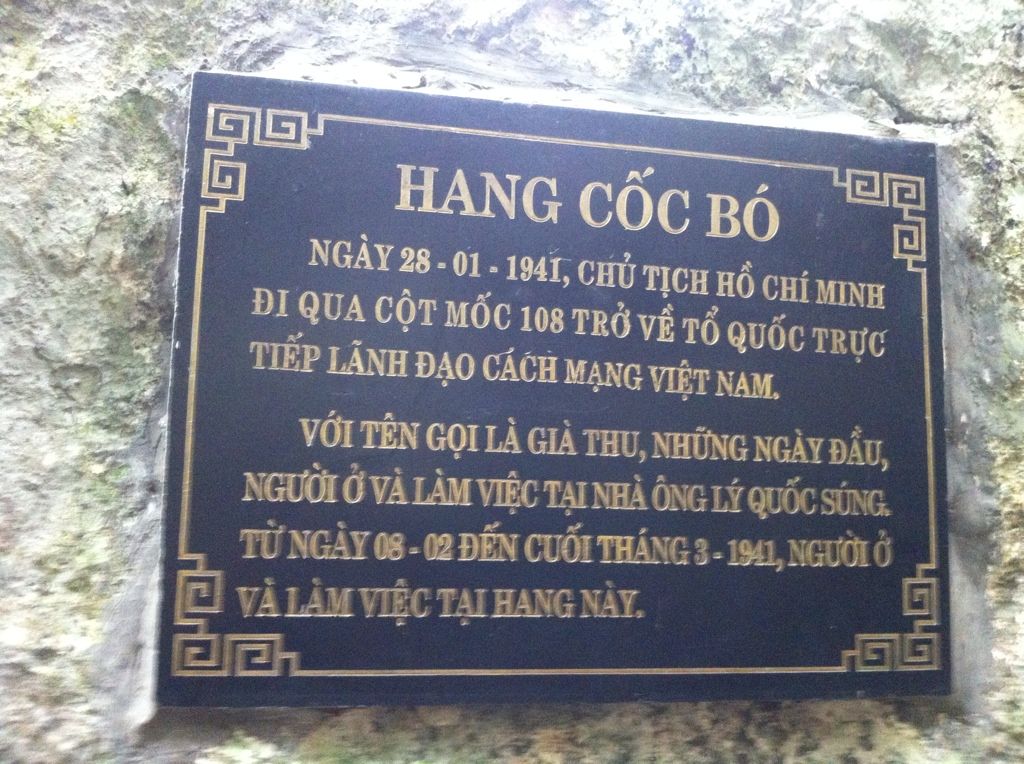 HANG CỐC BÓ
NGÀY 28 - 01 - 1941, CHỦ TỊCH HỒ CHÍ MINH
ĐI QUA CỘT MỐC 108 TRỞ VỀ TỔ QUỐC TRỰC
TIẾP LÃNH ĐẠO CÁCH MẠNG VIỆT NAM.
VỚI TÊN GỌI LÀ GIÀ THU, NHỮNG NGÀY ĐẦU,
NGƯỜI Ở VÀ LÀM VIỆC TẠI NHÀ ÔNG LÝ QUỐC SÚNG.
TỪ NGÀY 08 - 02 ĐẾN CUỐI THÁNG 3 - 1941, NGƯỜI Ở
VÀ LÀM VIỆC TẠI HANG NÀY.